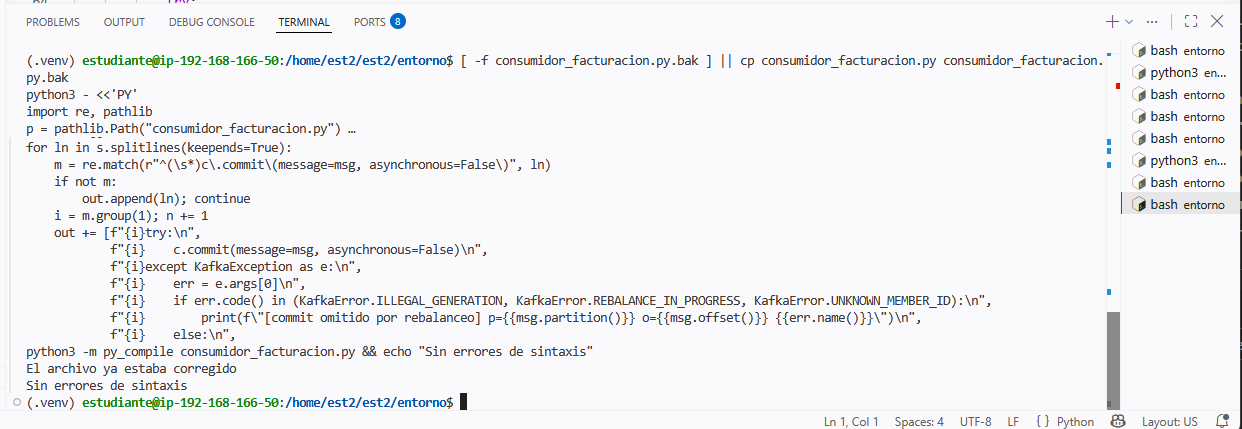 PROBLEMS OUTPUT DEBUG CONSOLE TERMINAL PORTS 8
(.venv) estudiante@ip-192-168-166-50:/home/est2/est2/entorno$ [ -f consumidor_facturacion.py.bak ] || cp consumidor_facturacion.py consumidor_facturacion.
py.bak
python3 - <<'PY'
import re, pathlib
p = pathlib.Path("consumidor_facturacion.py") …
for ln in s.splitlines(keepends=True):
    m = re.match(r"^(\s*)c\.commit\(message=msg, asynchronous=False\)", ln)
    if not m:
        out.append(ln); continue
    i = m.group(1); n += 1
    out += [f"{i}try:\n",
            f"{i}    c.commit(message=msg, asynchronous=False)\n",
            f"{i}except KafkaException as e:\n",
            f"{i}    err = e.args[0]\n",
            f"{i}    if err.code() in (KafkaError.ILLEGAL_GENERATION, KafkaError.REBALANCE_IN_PROGRESS, KafkaError.UNKNOWN_MEMBER_ID):\n",
            f"{i}        print(f\"[commit omitido por rebalanceo] p={{msg.partition()}} o={{msg.offset()}} {{err.name()}}\")\n",
            f"{i}    else:\n",
python3 -m py_compile consumidor_facturacion.py && echo "Sin errores de sintaxis"
El archivo ya estaba corregido
Sin errores de sintaxis
(.venv) estudiante@ip-192-168-166-50:/home/est2/est2/entorno$
bash entorno
python3 en...
bash entorno
bash entorno
bash entorno
python3 en...
bash entorno
bash entorno
Ln 1, Col 1 Spaces: 4 UTF-8 LF { } Python Layout: US